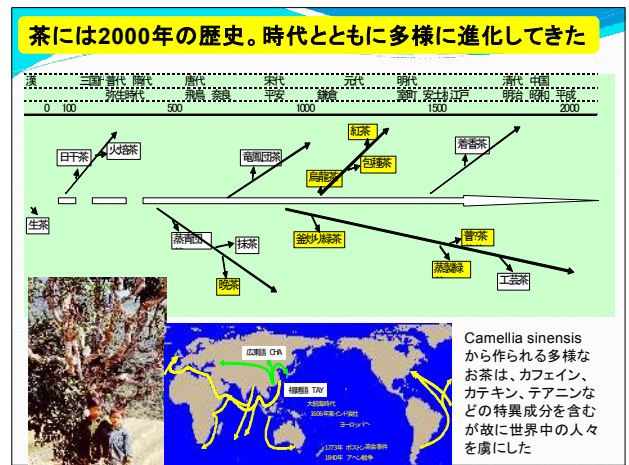 茶には2000年の歴史。時代とともに多様に進化してきた
漢 三国 晋代 隋代 唐代 宋代 元代 明代 清代 中国
弥生時代 飛鳥 奈良 平安 鎌倉 室町 安土 江戸 明治 昭和 平成
0 100 500 1000 1500 2000
紅茶
日干茶
火焙茶
竜鳳団茶
包種茶
着香茶
烏龍茶
生茶
蒸青団
抹茶
釜炒り緑茶
晩茶
蒸製緑
工芸茶
広東語 CHA
福建語 TAY
大航海時代
1606年東インド会社
ヨーロッパへ
1773年 ボストン茶会事件
1840年 アヘン戦争
Camellia sinensis
から作られる多様な
お茶は、カフェイン、
カテキン、テアニンな
どの特異成分を含む
が故に世界中の人々
を虜にした